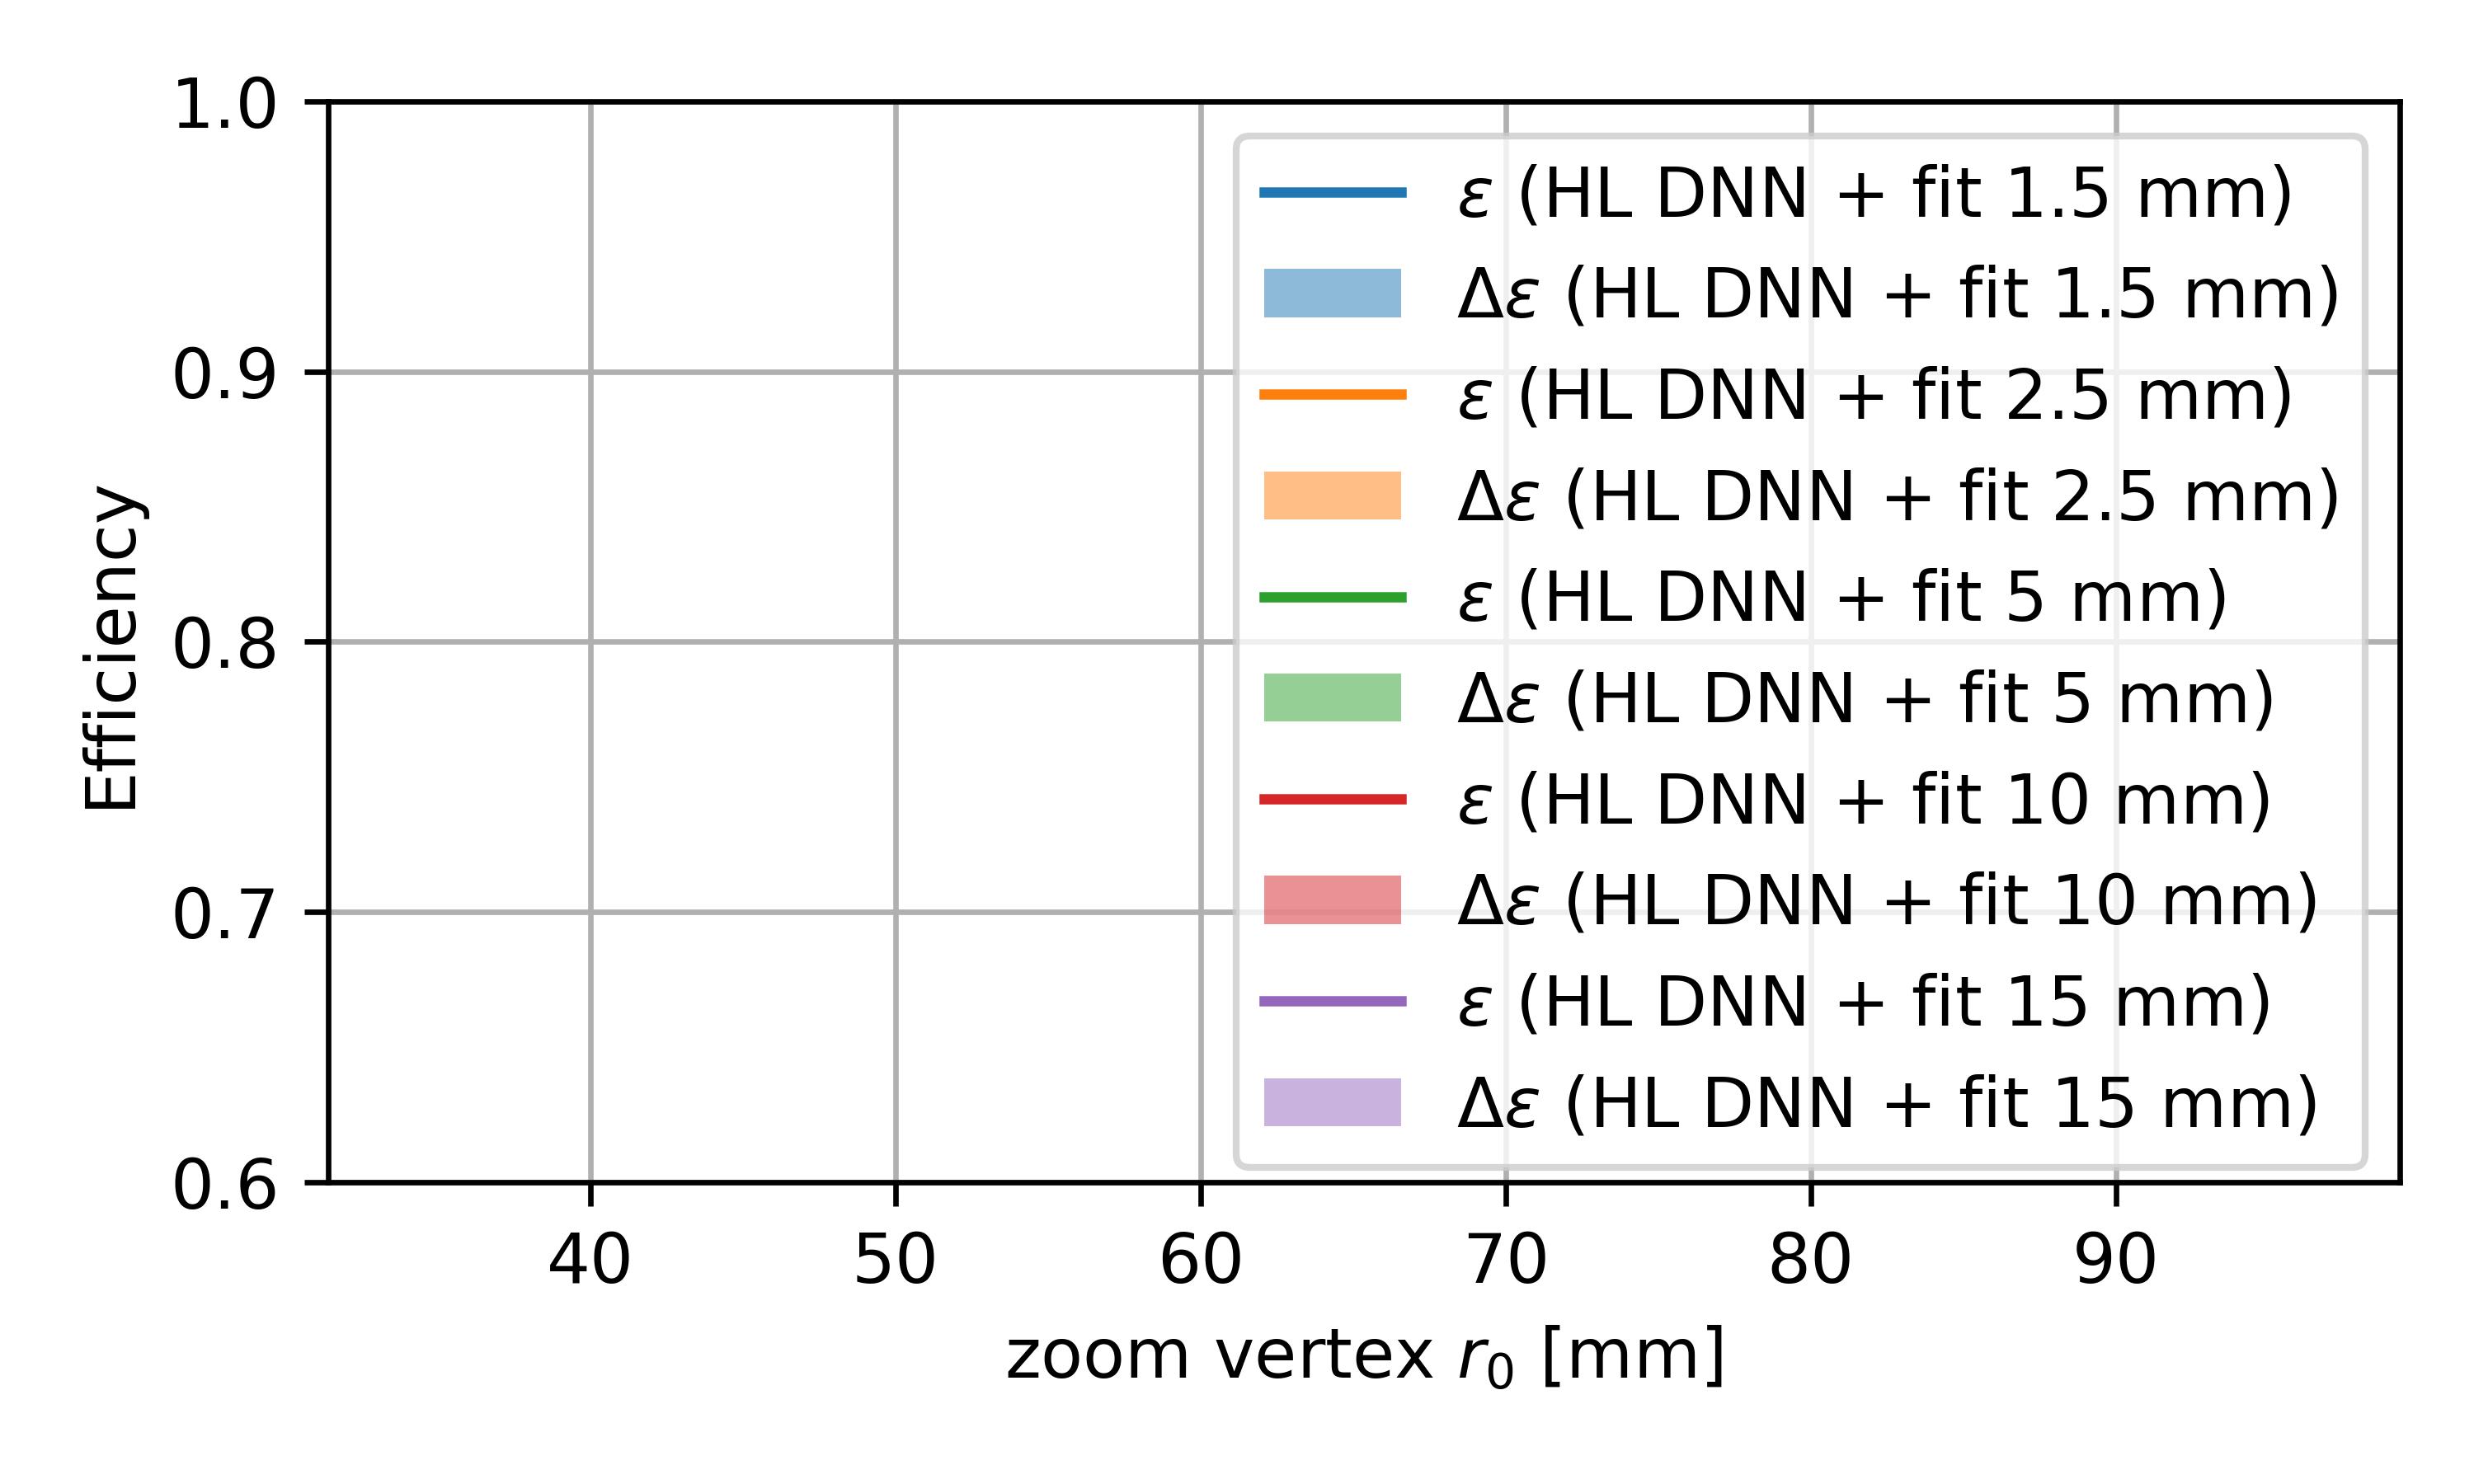 1.0
0.9
0.8
0.7
0.6
Efficiency
ε (HL DNN + fit 1.5 mm)
Δε (HL DNN + fit 1.5 mm)
ε (HL DNN + fit 2.5 mm)
Δε (HL DNN + fit 2.5 mm)
ε (HL DNN + fit 5 mm)
Δε (HL DNN + fit 5 mm)
ε (HL DNN + fit 10 mm)
Δε (HL DNN + fit 10 mm)
ε (HL DNN + fit 15 mm)
Δε (HL DNN + fit 15 mm)
40 50 60 70 80 90
zoom vertex r₀ [mm]